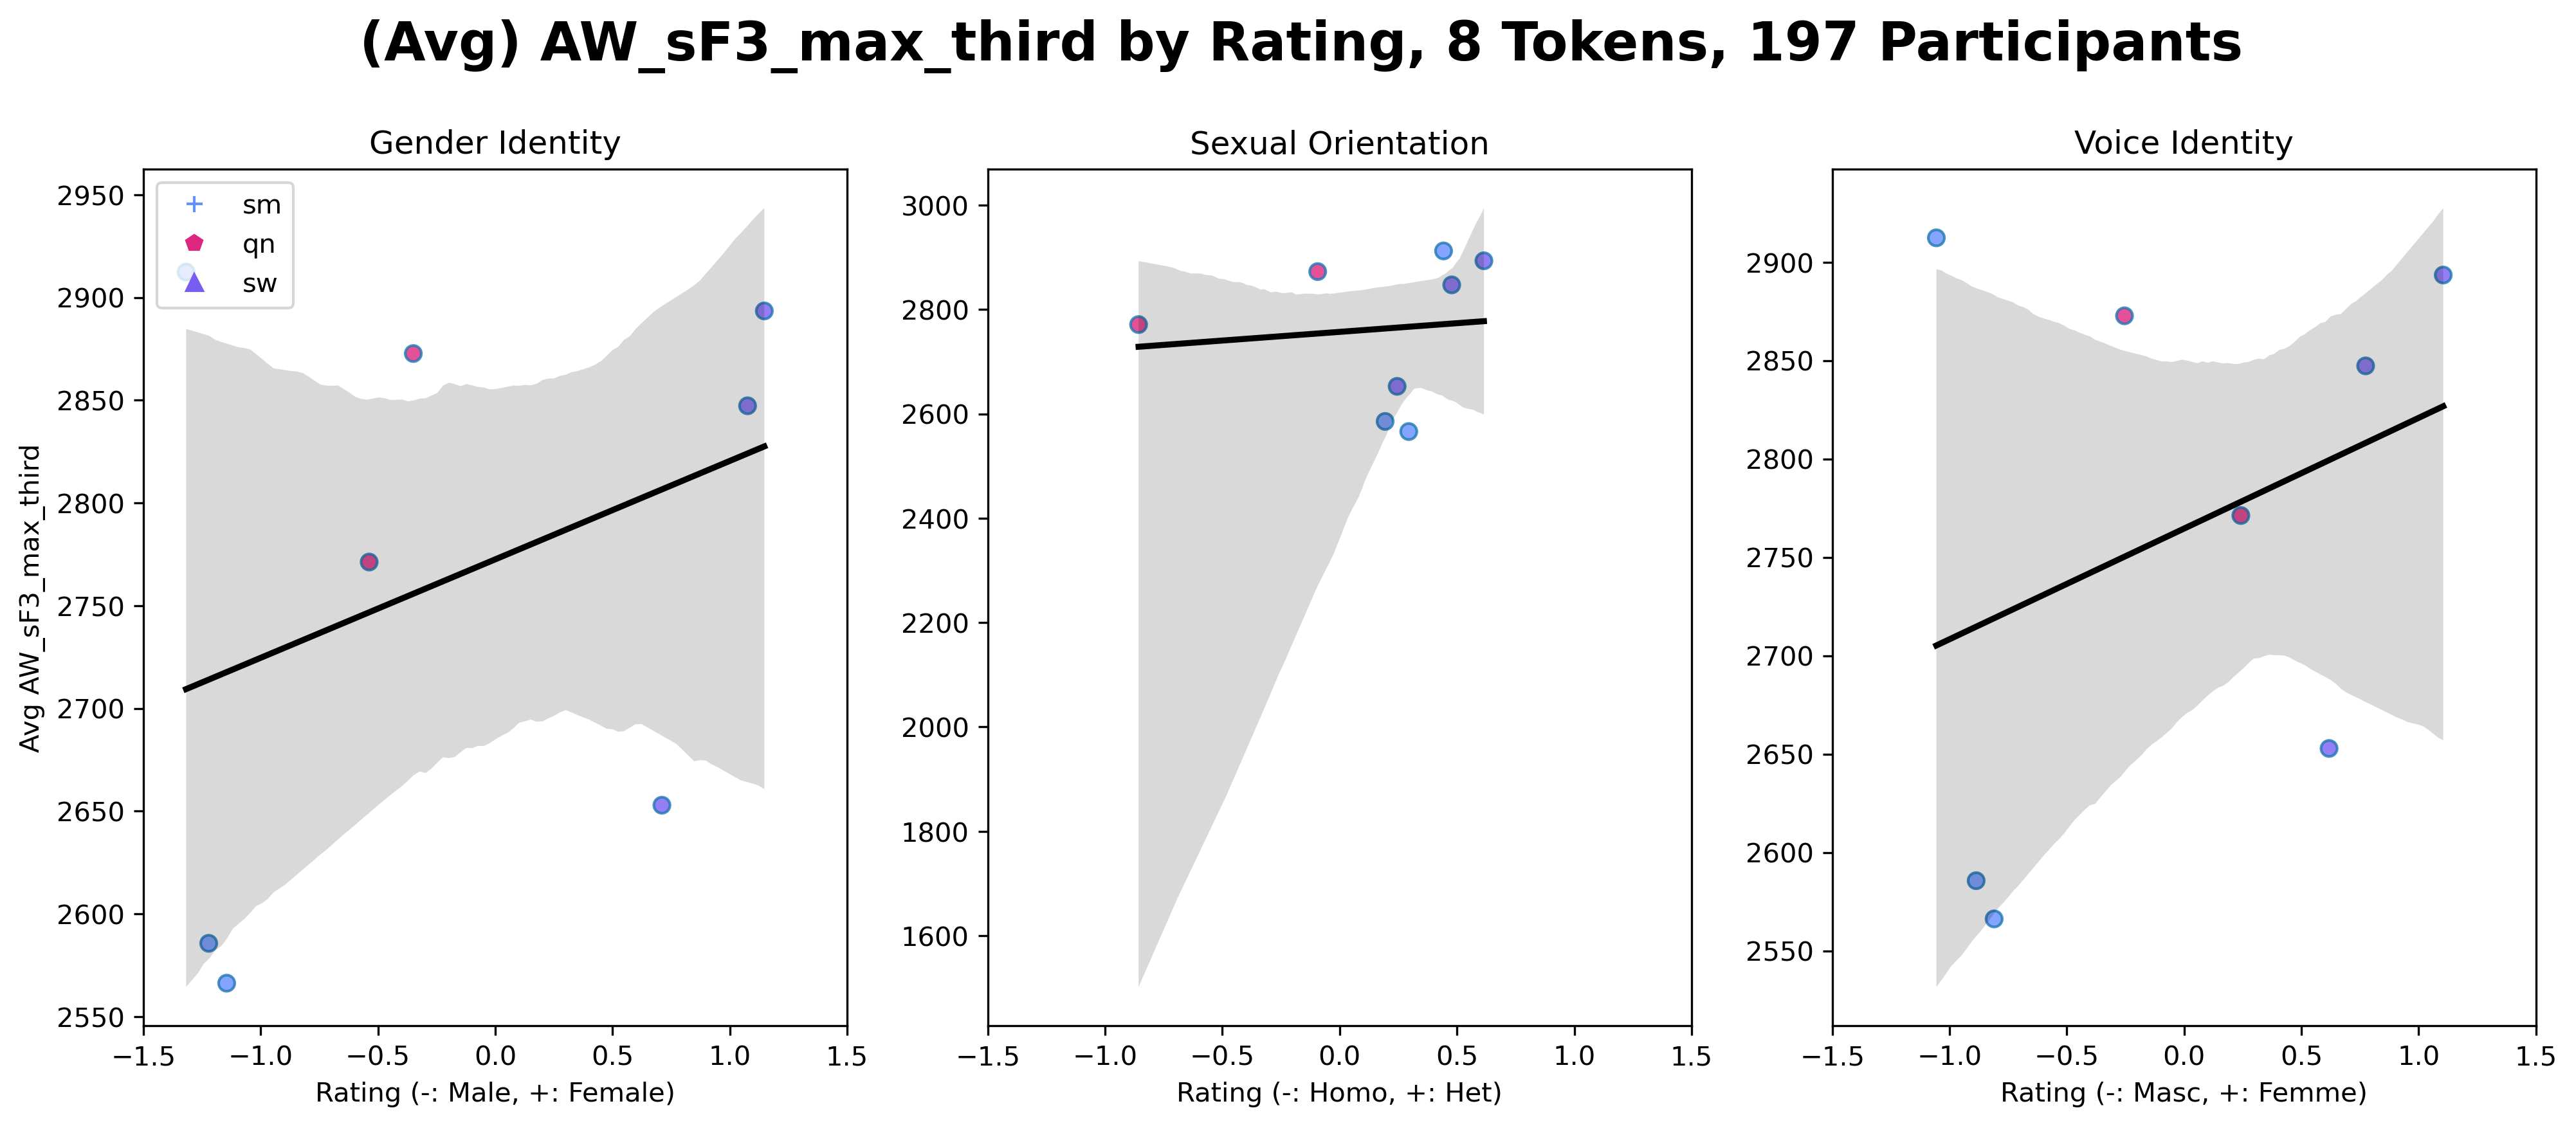 (Avg) AW_sF3_max_third by Rating, 8 Tokens, 197 Participants
Gender Identity
Sexual Orientation
Voice Identity
sm
qn
sw
Avg AW_sF3_max_third
2950
2900
2850
2800
2750
2700
2650
2600
2550
−1.5 −1.0 −0.5 0.0 0.5 1.0 1.5
Rating (-: Male, +: Female)
3000
2800
2600
2400
2200
2000
1800
1600
−1.5 −1.0 −0.5 0.0 0.5 1.0 1.5
Rating (-: Homo, +: Het)
2900
2850
2800
2750
2700
2650
2600
2550
−1.5 −1.0 −0.5 0.0 0.5 1.0 1.5
Rating (-: Masc, +: Femme)